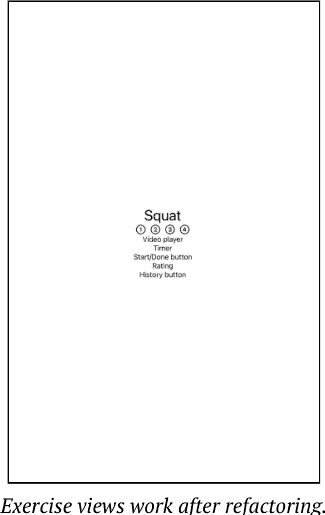 Squat
1 2 3 4
Video player
Timer
Start/Done button
Rating
History button
Exercise views work after refactoring.